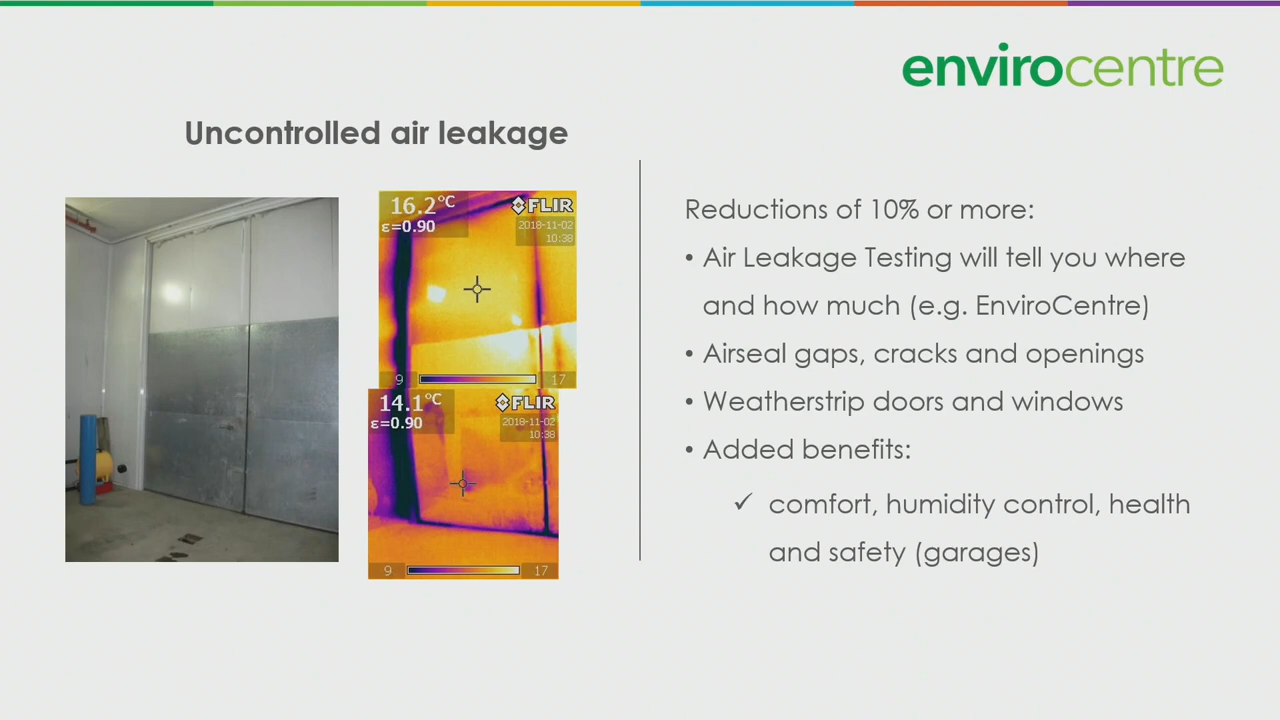 envirocentre
Uncontrolled air leakage
16.2°C
FLIR
ε=0.90
2018-11-02
10:38
9
17
14.1°C
FLIR
ε=0.90
2018-11-02
10:38
9
17
Reductions of 10% or more:
• Air Leakage Testing will tell you where
and how much (e.g. EnviroCentre)
• Airseal gaps, cracks and openings
• Weatherstrip doors and windows
• Added benefits:
✓ comfort, humidity control, health
and safety (garages)